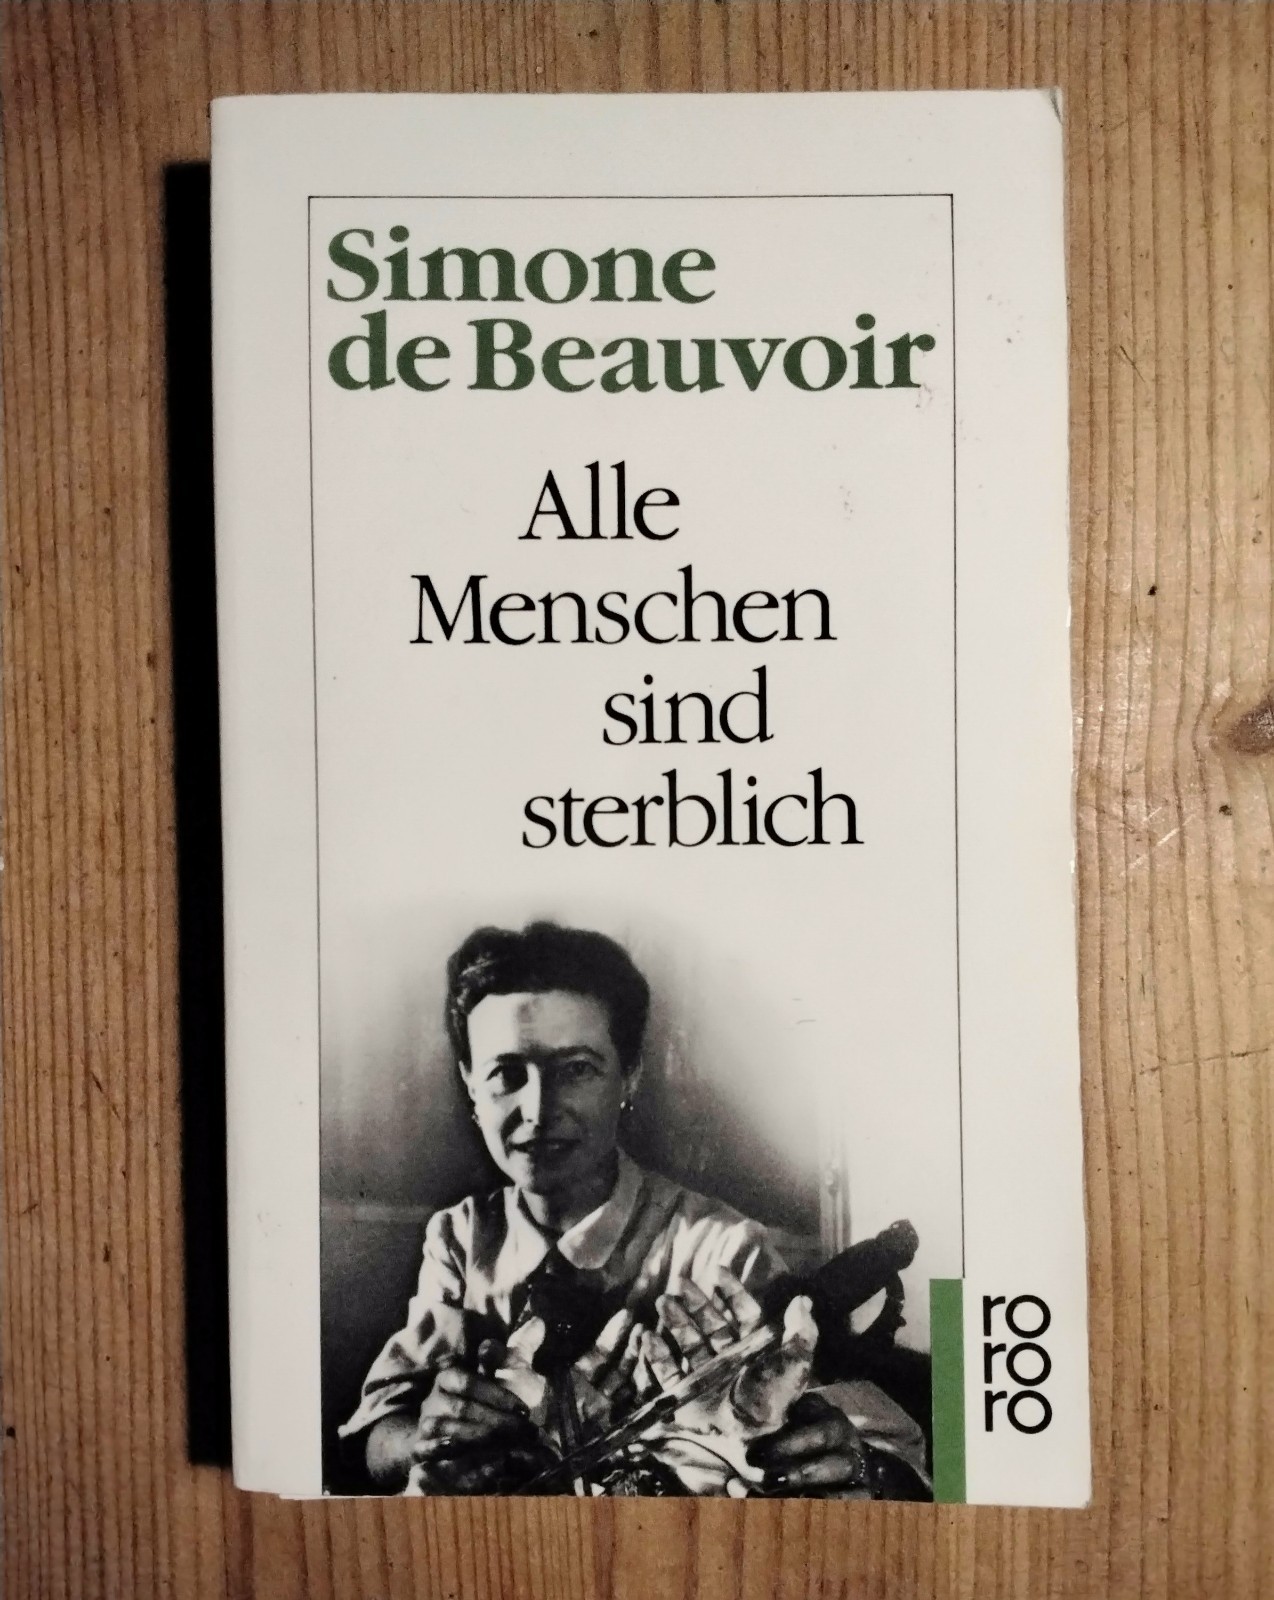 Simone
de Beauvoir
Alle
Menschen
sind
sterblich
ro
ro
ro